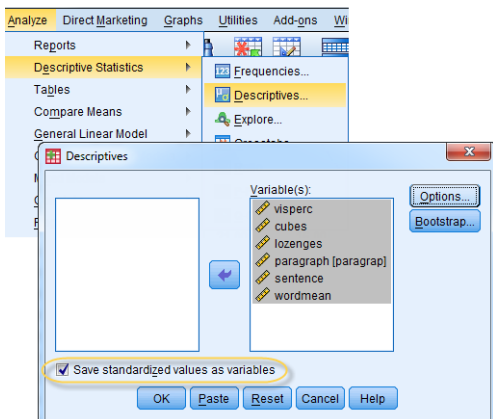 Analyze Direct Marketing Graphs Utilities Add-ons Wi
Reports
Descriptive Statistics
Tables
Compare Means
General Linear Model
Frequencies...
Descriptives...
Explore...
Descriptives
Variable(s):
visperc
cubes
lozenges
paragraph [paragrap]
sentence
wordmean
Options...
Bootstrap...
Save standardized values as variables
OK Paste Reset Cancel Help